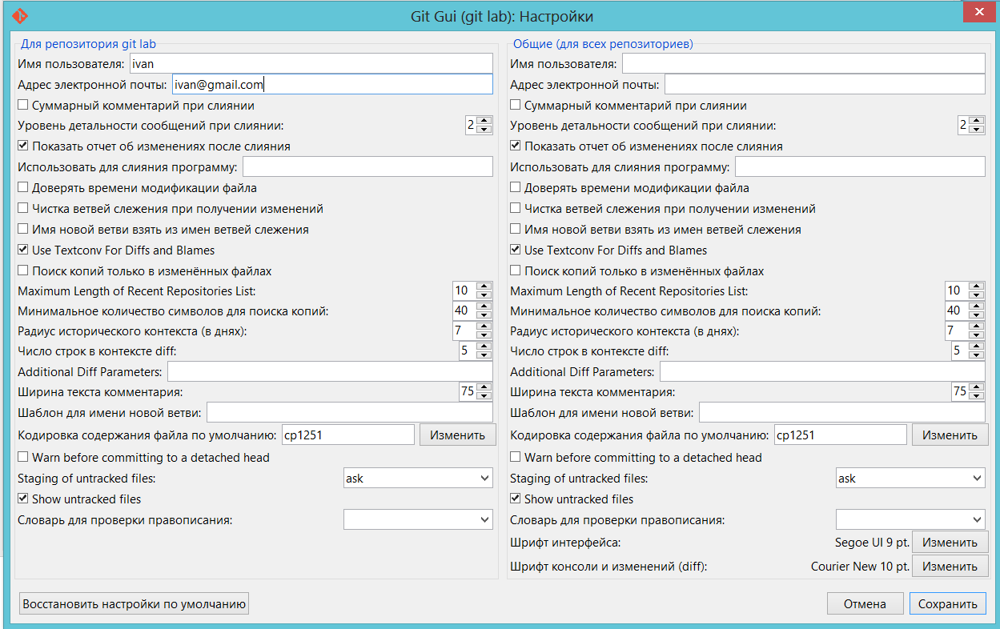 Git Gui (git lab): Настройки
Для репозитория git lab
Имя пользователя: ivan
Адрес электронной почты: ivan@gmail.com
Суммарный комментарий при слиянии
Уровень детальности сообщений при слиянии: 2
Показать отчет об изменениях после слияния
Использовать для слияния программу:
Доверять времени модификации файла
Чистка ветвей слежения при получении изменений
Имя новой ветви взять из имен ветвей слежения
Use Textconv For Diffs and Blames
Поиск копий только в изменённых файлах
Maximum Length of Recent Repositories List: 10
Минимальное количество символов для поиска копий: 40
Радиус исторического контекста (в днях): 7
Число строк в контексте diff: 5
Additional Diff Parameters:
Ширина текста комментария: 75
Шаблон для имени новой ветви:
Кодировка содержания файла по умолчанию: cp1251 Изменить
Warn before committing to a detached head
Staging of untracked files: ask
Show untracked files
Словарь для проверки правописания:
Общие (для всех репозиториев)
Имя пользователя:
Адрес электронной почты:
Суммарный комментарий при слиянии
Уровень детальности сообщений при слиянии: 2
Показать отчет об изменениях после слияния
Использовать для слияния программу:
Доверять времени модификации файла
Чистка ветвей слежения при получении изменений
Имя новой ветви взять из имен ветвей слежения
Use Textconv For Diffs and Blames
Поиск копий только в изменённых файлах
Maximum Length of Recent Repositories List: 10
Минимальное количество символов для поиска копий: 40
Радиус исторического контекста (в днях): 7
Число строк в контексте diff: 5
Additional Diff Parameters:
Ширина текста комментария: 75
Шаблон для имени новой ветви:
Кодировка содержания файла по умолчанию: cp1251 Изменить
Warn before committing to a detached head
Staging of untracked files: ask
Show untracked files
Словарь для проверки правописания:
Шрифт интерфейса: Segoe UI 9 pt. Изменить
Шрифт консоли и изменений (diff): Courier New 10 pt. Изменить
Восстановить настройки по умолчанию Отмена Сохранить